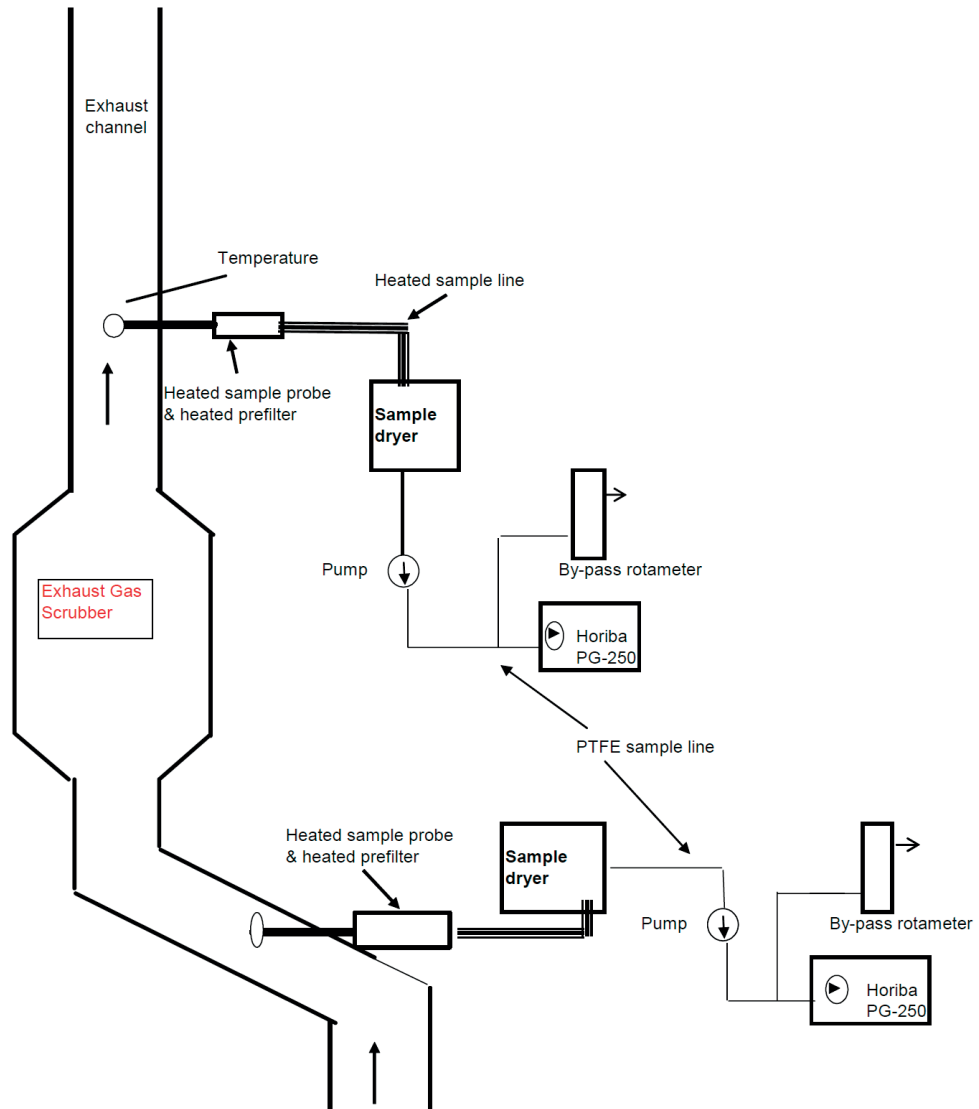 Exhaust
channel
Temperature
Heated sample line
Heated sample probe
& heated prefilter
Sample
dryer
Pump
By-pass rotameter
Exhaust Gas
Scrubber
Horiba
PG-250
PTFE sample line
Heated sample probe
& heated prefilter
Sample
dryer
Pump
By-pass rotameter
Horiba
PG-250